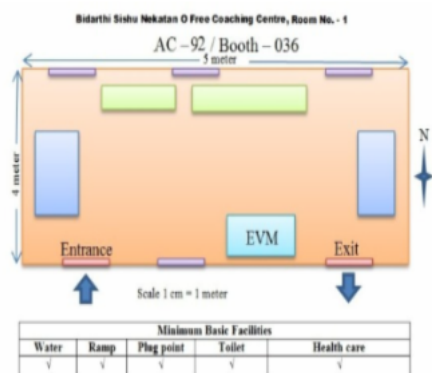 Bidarthi Sishu Nekatan O Free Coaching Centre, Room No. - 1
AC – 92 / Booth – 036
5 meter
4 meter
N
EVM
Entrance
Exit
Scale 1 cm = 1 meter
Minimum Basic Facilities
Water Ramp Plug point Toilet Health care
√ √ √ √ √